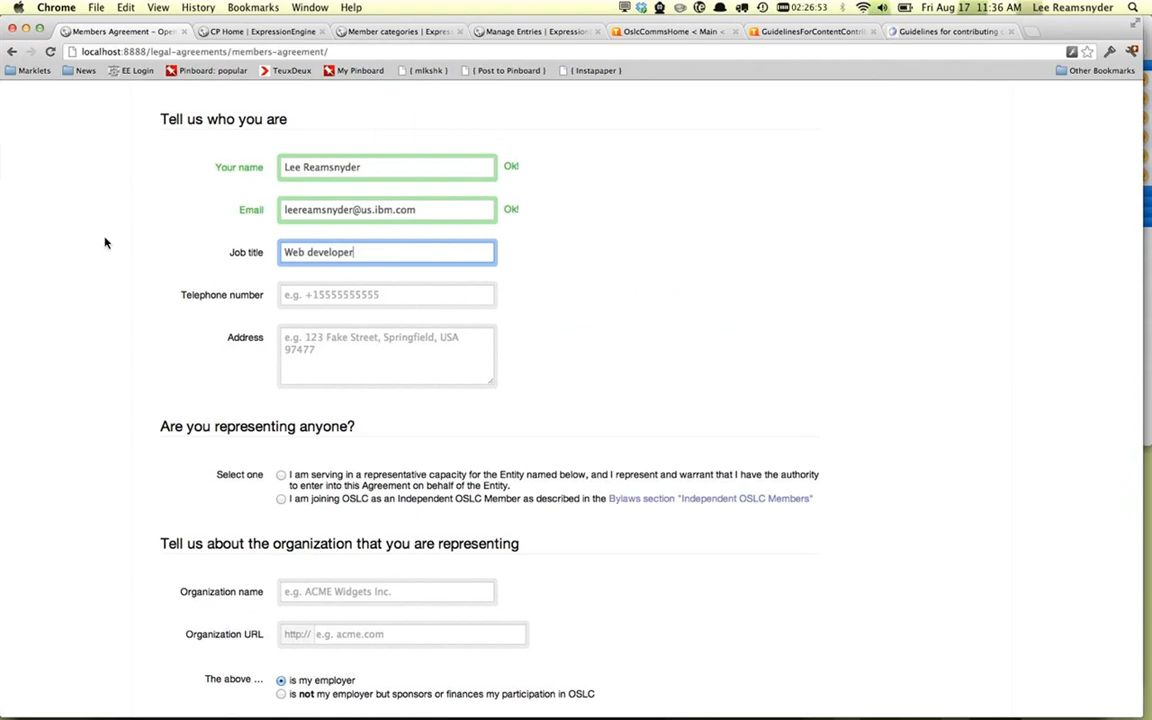 Chrome File Edit View History Bookmarks Window Help (02:26:53) Fri Aug 17 11:36 AM Lee Reamsnyder
Members Agreement – Open CP Home | ExpressionEngine Member categories | Express Manage Entries | Expression OslcCommsHome < Main < GuidelinesForContentContrib Guidelines for contributing c
localhost:8888/legal-agreements/members-agreement/
Marklets News EE Login Pinboard: popular TeuxDeux My Pinboard { mlkshk } { Post to Pinboard } { Instapaper } Other Bookmarks
Tell us who you are
Your name Lee Reamsnyder Ok!
Email leereamsnyder@us.ibm.com Ok!
Job title Web developer
Telephone number e.g. +15555555555
Address e.g. 123 Fake Street, Springfield, USA
97477
Are you representing anyone?
Select one I am serving in a representative capacity for the Entity named below, and I represent and warrant that I have the authority
to enter into this Agreement on behalf of the Entity.
I am joining OSLC as an Independent OSLC Member as described in the Bylaws section "Independent OSLC Members"
Tell us about the organization that you are representing
Organization name e.g. ACME Widgets Inc.
Organization URL http:// e.g. acme.com
The above ... is my employer
is not my employer but sponsors or finances my participation in OSLC